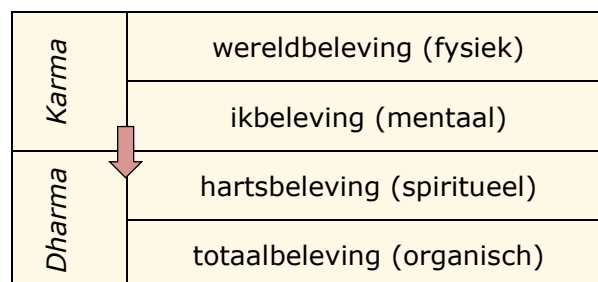 Karma
wereldbeleving (fysiek)
ikbeleving (mentaal)
Dharma
hartsbeleving (spiritueel)
totaalbeleving (organisch)